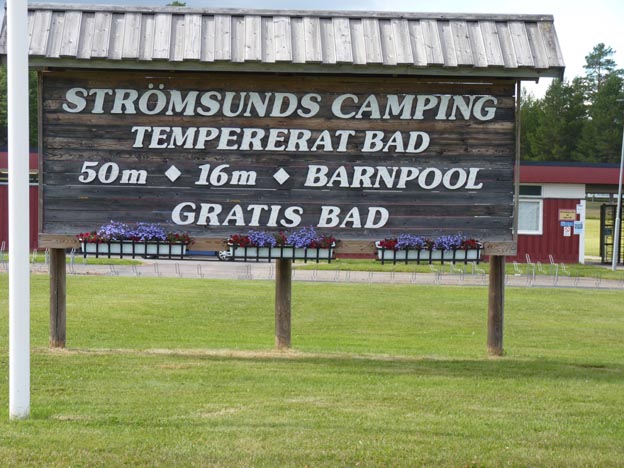 STRÖMSUNDS CAMPING
TEMPERERAT BAD
50m ◆ 16m ◆ BARNPOOL
GRATIS BAD